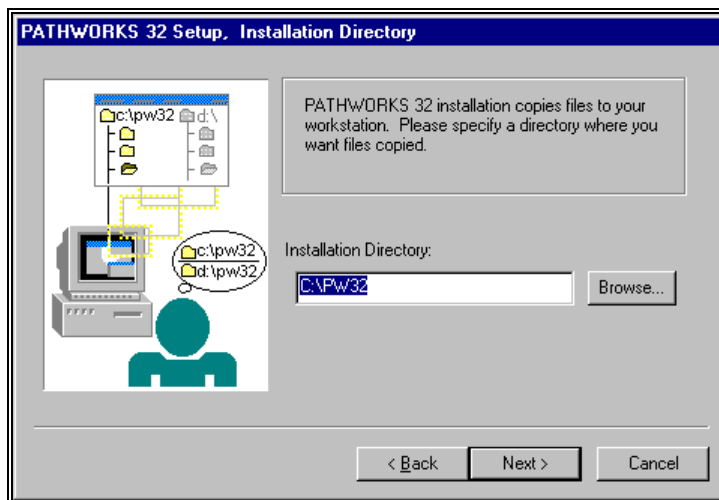 PATHWORKS 32 Setup, Installation Directory
c:\pw32 d:\
PATHWORKS 32 installation copies files to your
workstation. Please specify a directory where you
want files copied.
c:\pw32
d:\pw32
Installation Directory:
C:\PW32
Browse...
< Back
Next >
Cancel